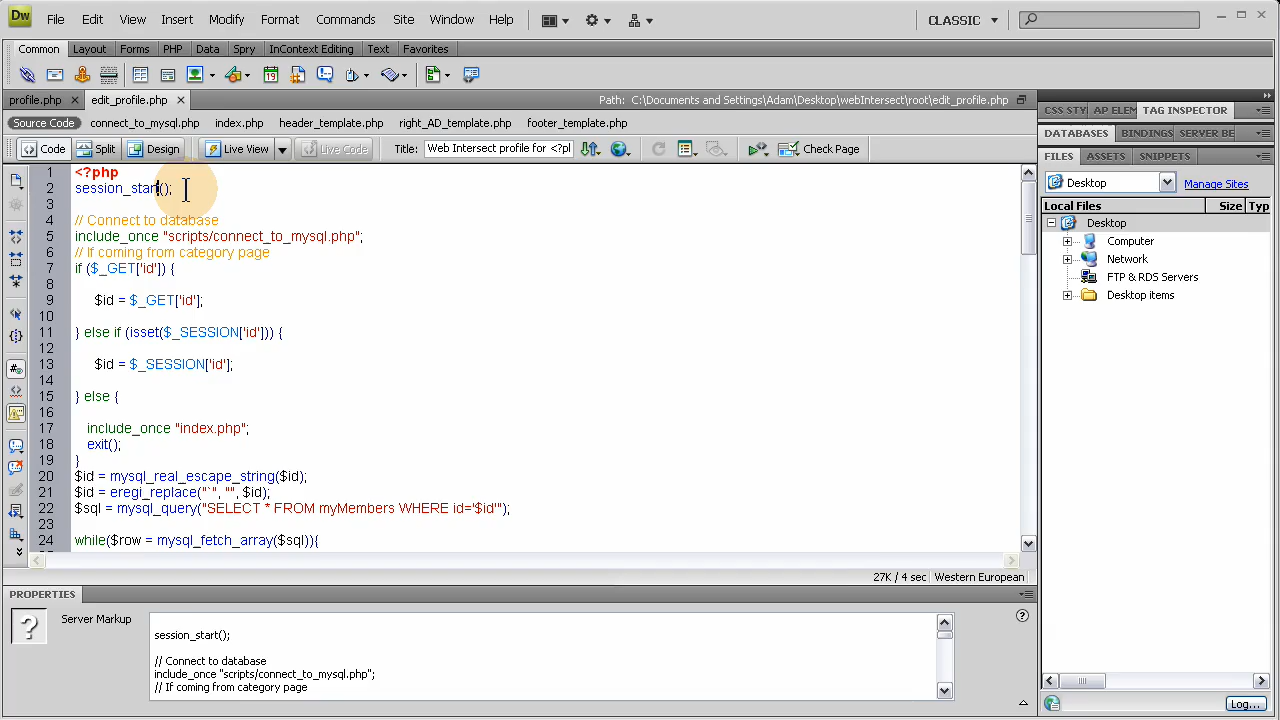 Dw File Edit View Insert Modify Format Commands Site Window Help CLASSIC
Common Layout Forms PHP Data Spry InContext Editing Text Favorites
profile.php edit_profile.php Path: C:\Documents and Settings\Adam\Desktop\webIntersect\root\edit_profile.php
Source Code connect_to_mysql.php index.php header_template.php right_AD_template.php footer_template.php
Code Split Design Live View Live Code Title: Web Intersect profile for <?pl Check Page
1 <?php
2 session_start();
3
4 // Connect to database
5 include_once "scripts/connect_to_mysql.php";
6 // If coming from category page
7 if ($_GET['id']) {
8
9 $id = $_GET['id'];
10
11 } else if (isset($_SESSION['id'])) {
12
13 $id = $_SESSION['id'];
14
15 } else {
16
17 include_once "index.php";
18 exit();
19 }
20 $id = mysql_real_escape_string($id);
21 $id = eregi_replace("`", "", $id);
22 $sql = mysql_query("SELECT * FROM myMembers WHERE id='$id'");
23
24 while($row = mysql_fetch_array($sql)){
27K / 4 sec Western European
PROPERTIES
? Server Markup
session_start();
// Connect to database
include_once "scripts/connect_to_mysql.php";
// If coming from category page
CSS STY AP ELEM TAG INSPECTOR
DATABASES BINDINGS SERVER BE
FILES ASSETS SNIPPETS
Desktop Manage Sites
Local Files Size Typ
Desktop
Computer
Network
FTP & RDS Servers
Desktop items
Log...